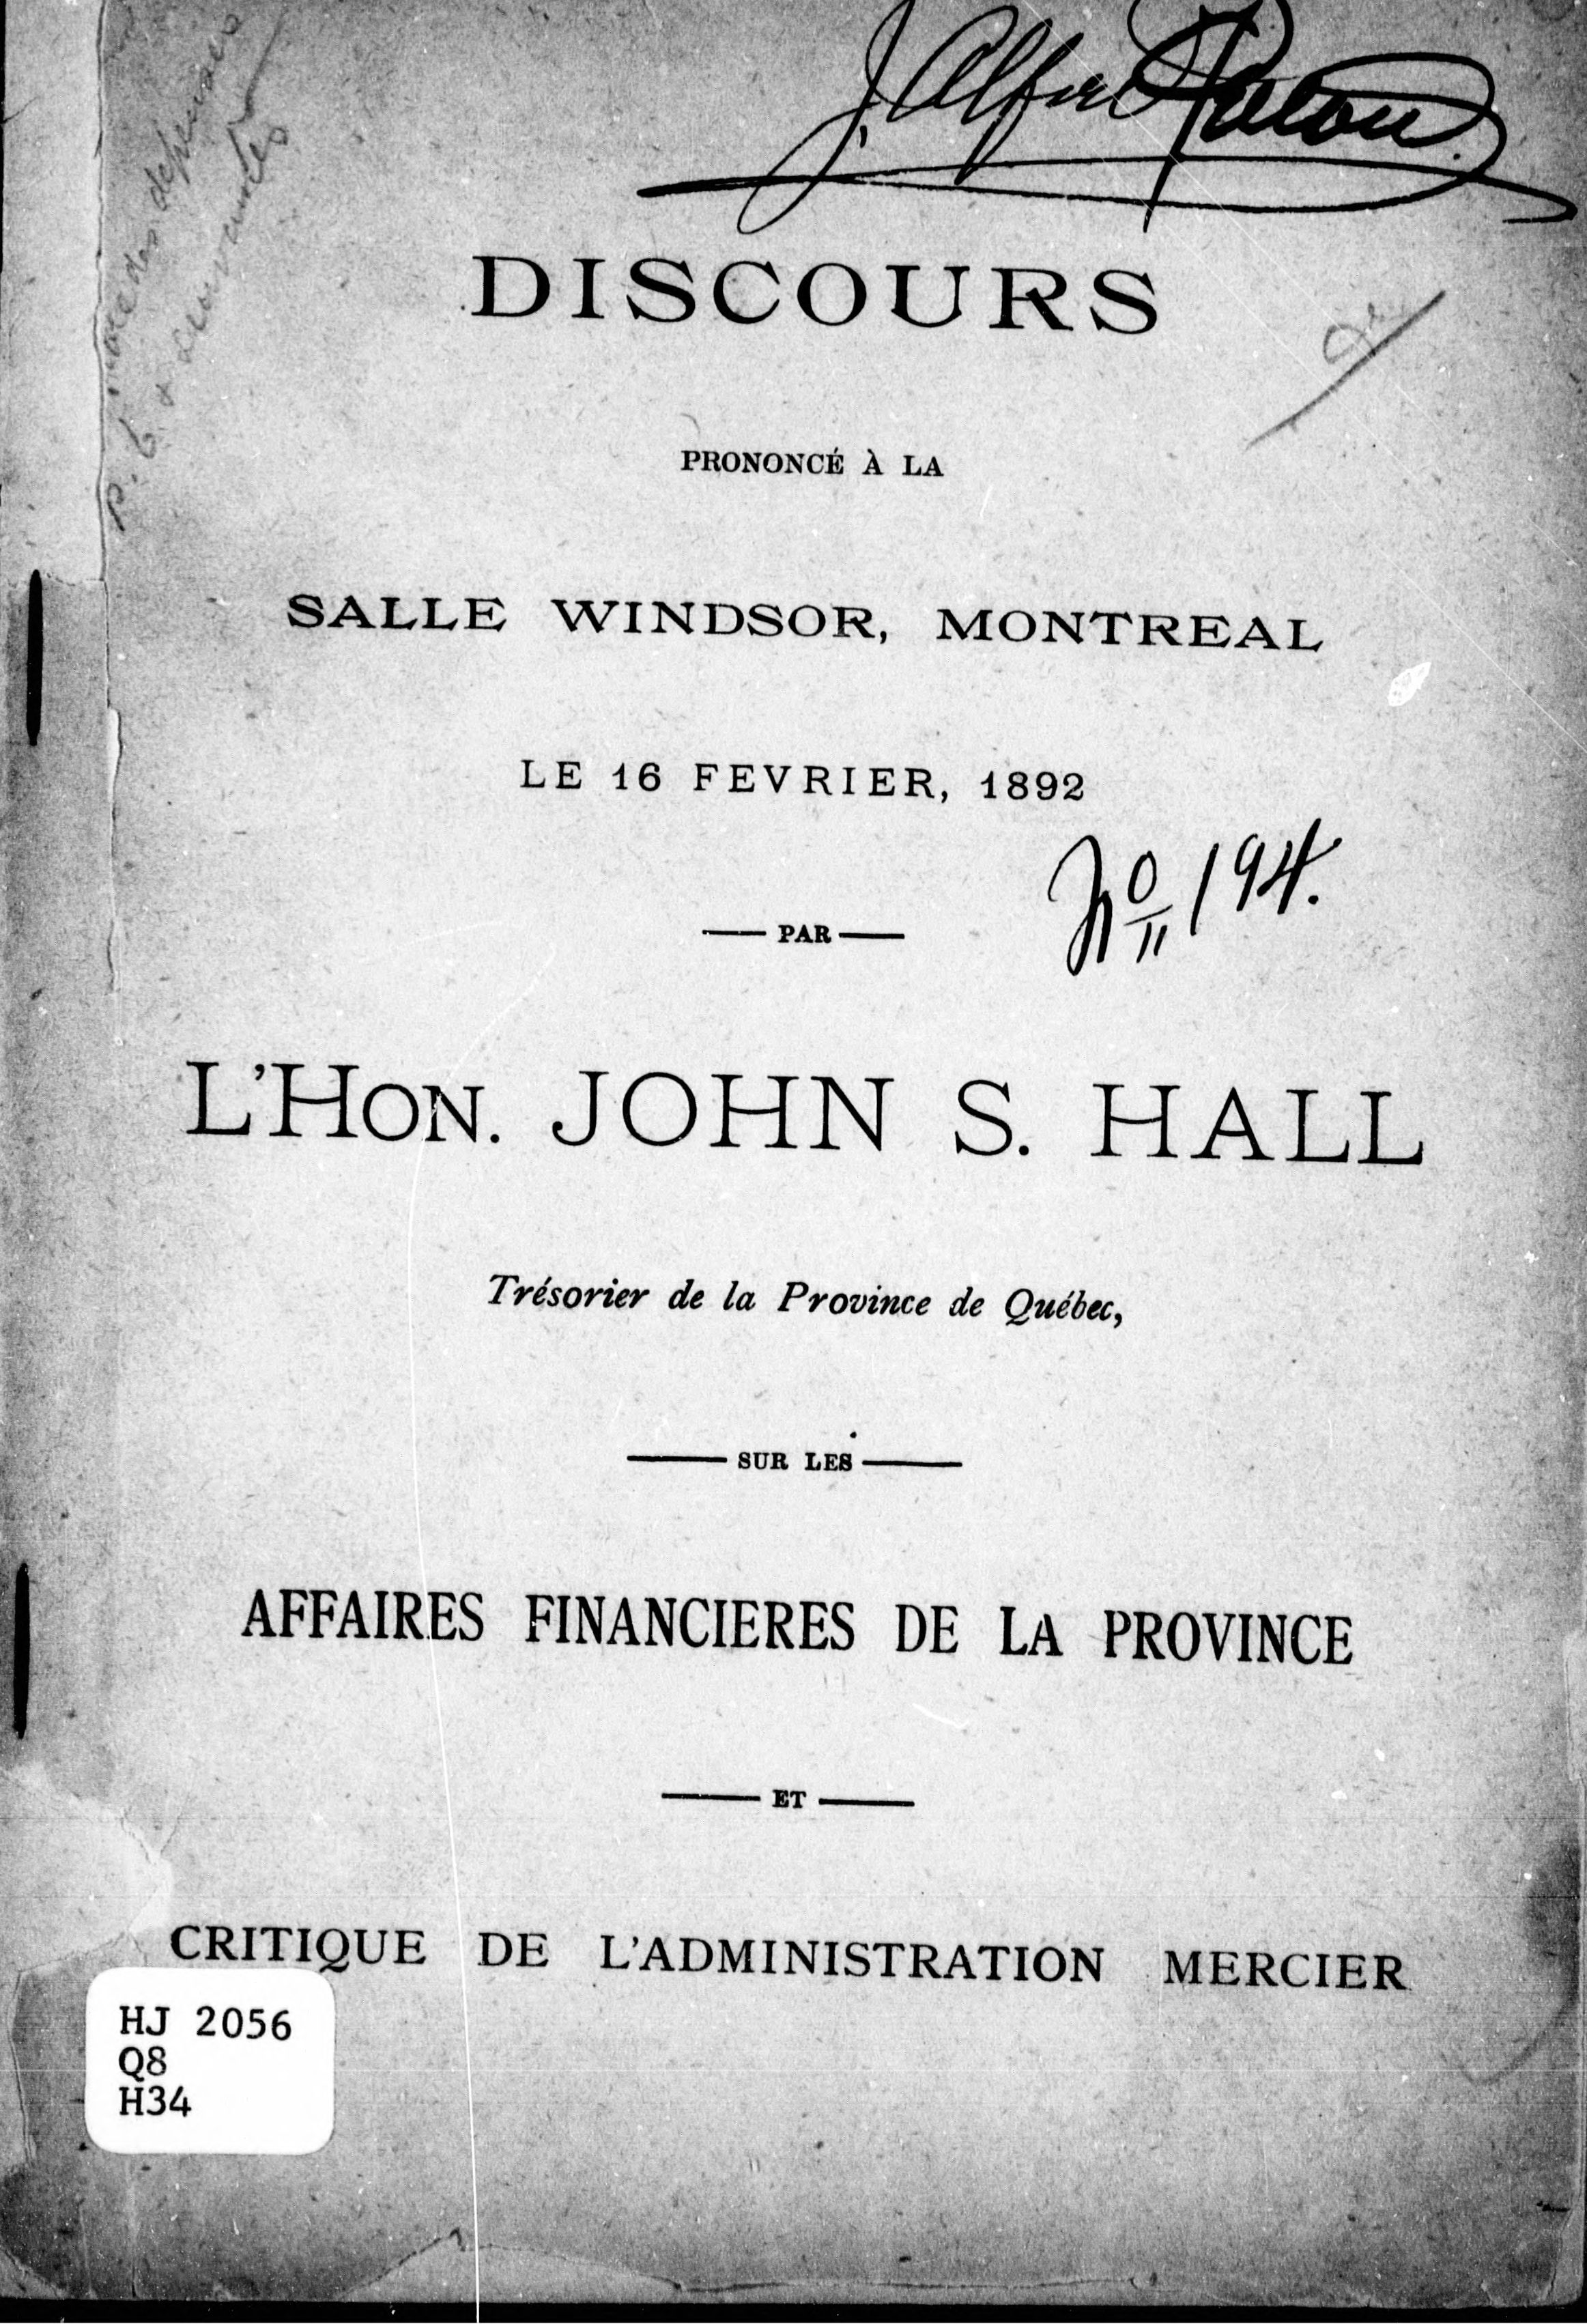 J. Alfred
DISCOURS
PRONONCÉ À LA
SALLE WINDSOR, MONTREAL
LE 16 FEVRIER, 1892
No 194.
PAR
L'HON. JOHN S. HALL
Trésorier de la Province de Québec,
SUR LES
AFFAIRES FINANCIERES DE LA PROVINCE
ET
CRITIQUE DE L'ADMINISTRATION MERCIER
HJ 2056
Q8
H34